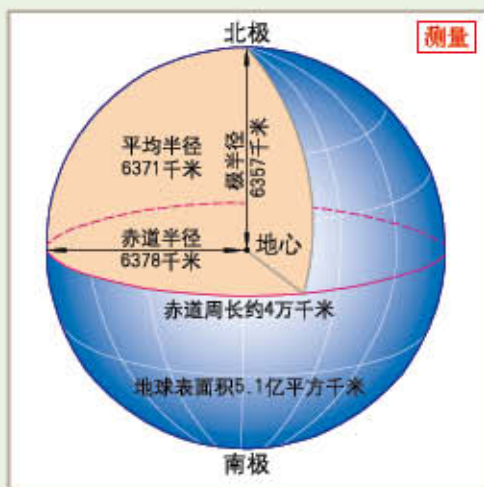 北极
测量
平均半径
6371千米
极半径
6357千米
赤道半径
6378千米
地心
赤道周长约4万千米
地球表面积5.1亿平方千米
南极